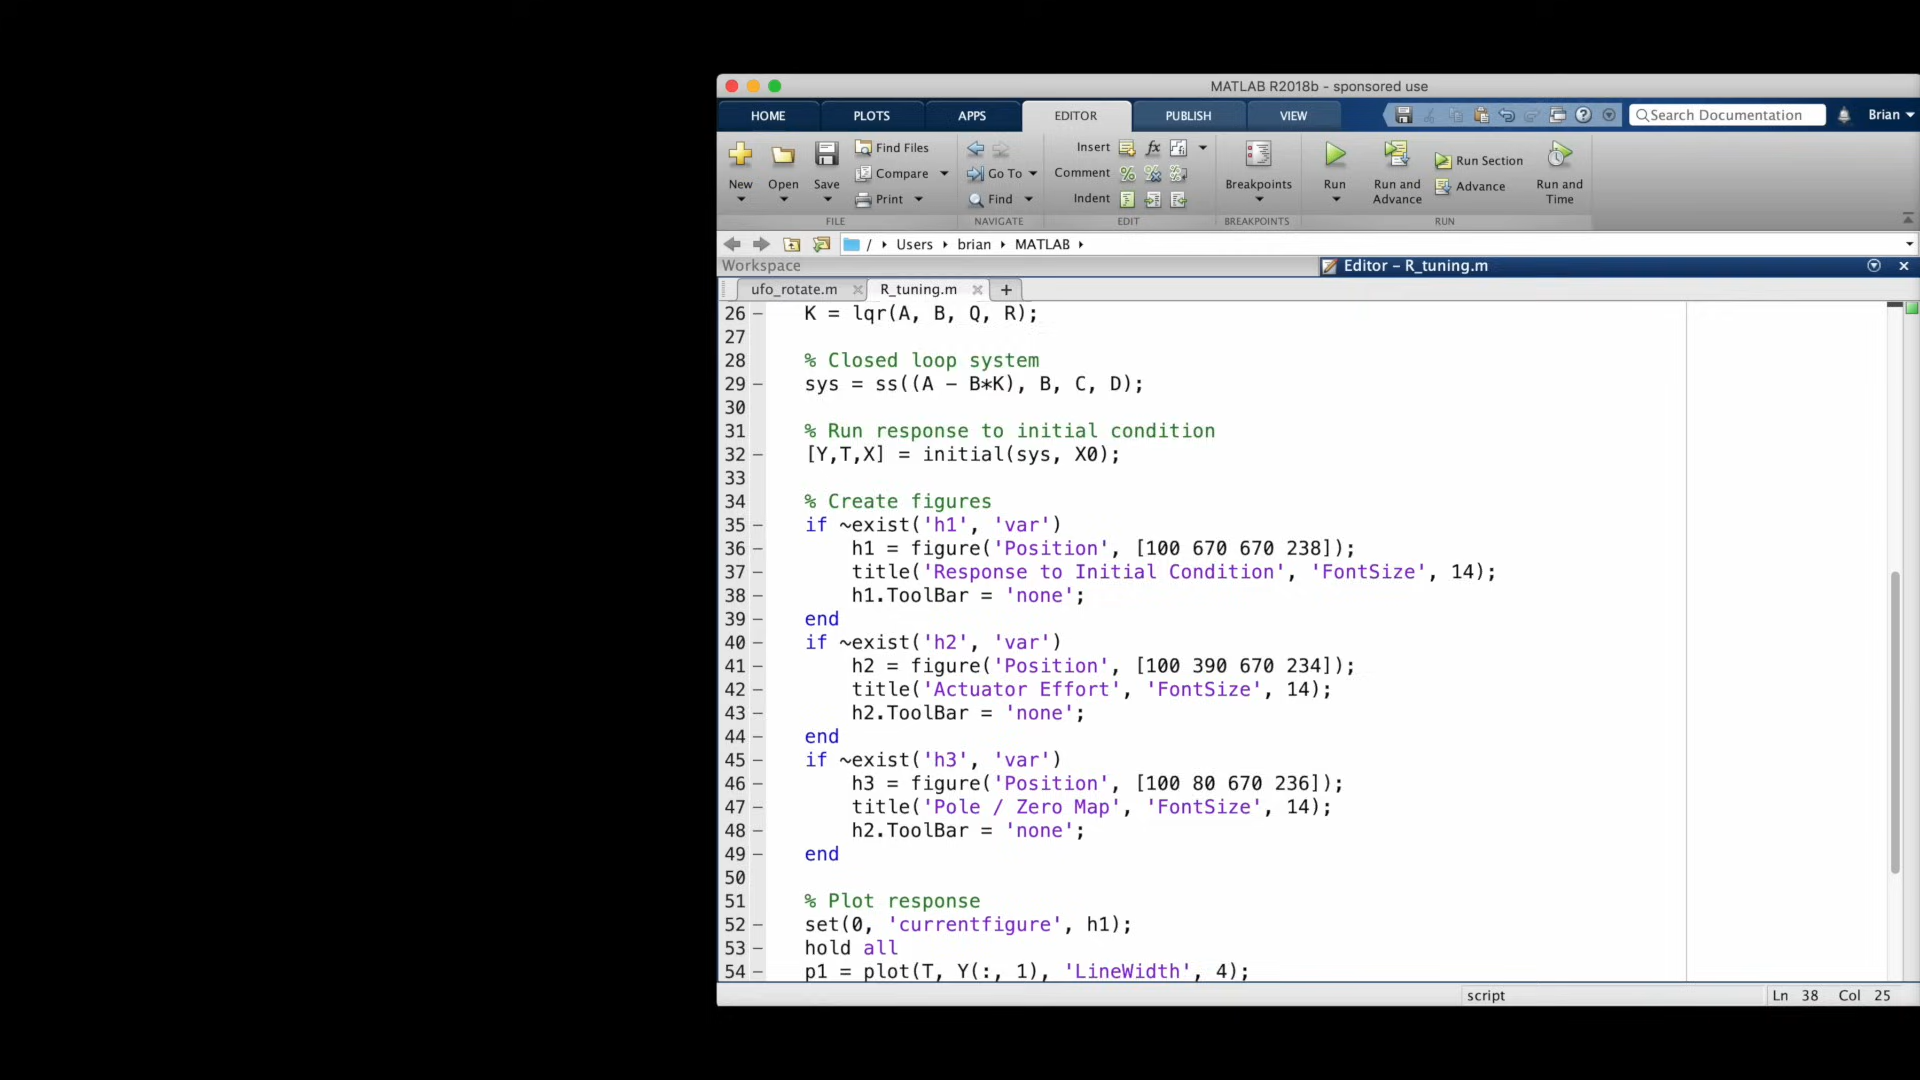 MATLAB R2018b - sponsored use
HOME PLOTS APPS EDITOR PUBLISH VIEW Search Documentation Brian
Find Files Insert fx
New Open Save Compare Go To Comment Breakpoints Run Run and Advance Run Section Advance Run and Time
Print Find Indent
FILE NAVIGATE EDIT BREAKPOINTS RUN
/ Users brian MATLAB
Workspace Editor – R_tuning.m
ufo_rotate.m R_tuning.m +
26 – K = lqr(A, B, Q, R);
27
28 % Closed loop system
29 – sys = ss((A - B*K), B, C, D);
30
31 % Run response to initial condition
32 – [Y,T,X] = initial(sys, X0);
33
34 % Create figures
35 – if ~exist('h1', 'var')
36 – h1 = figure('Position', [100 670 670 238]);
37 – title('Response to Initial Condition', 'FontSize', 14);
38 – h1.ToolBar = 'none';
39 – end
40 – if ~exist('h2', 'var')
41 – h2 = figure('Position', [100 390 670 234]);
42 – title('Actuator Effort', 'FontSize', 14);
43 – h2.ToolBar = 'none';
44 – end
45 – if ~exist('h3', 'var')
46 – h3 = figure('Position', [100 80 670 236]);
47 – title('Pole / Zero Map', 'FontSize', 14);
48 – h2.ToolBar = 'none';
49 – end
50
51 % Plot response
52 – set(0, 'currentfigure', h1);
53 – hold all
54 – p1 = plot(T, Y(:, 1), 'LineWidth', 4);
script Ln 38 Col 25